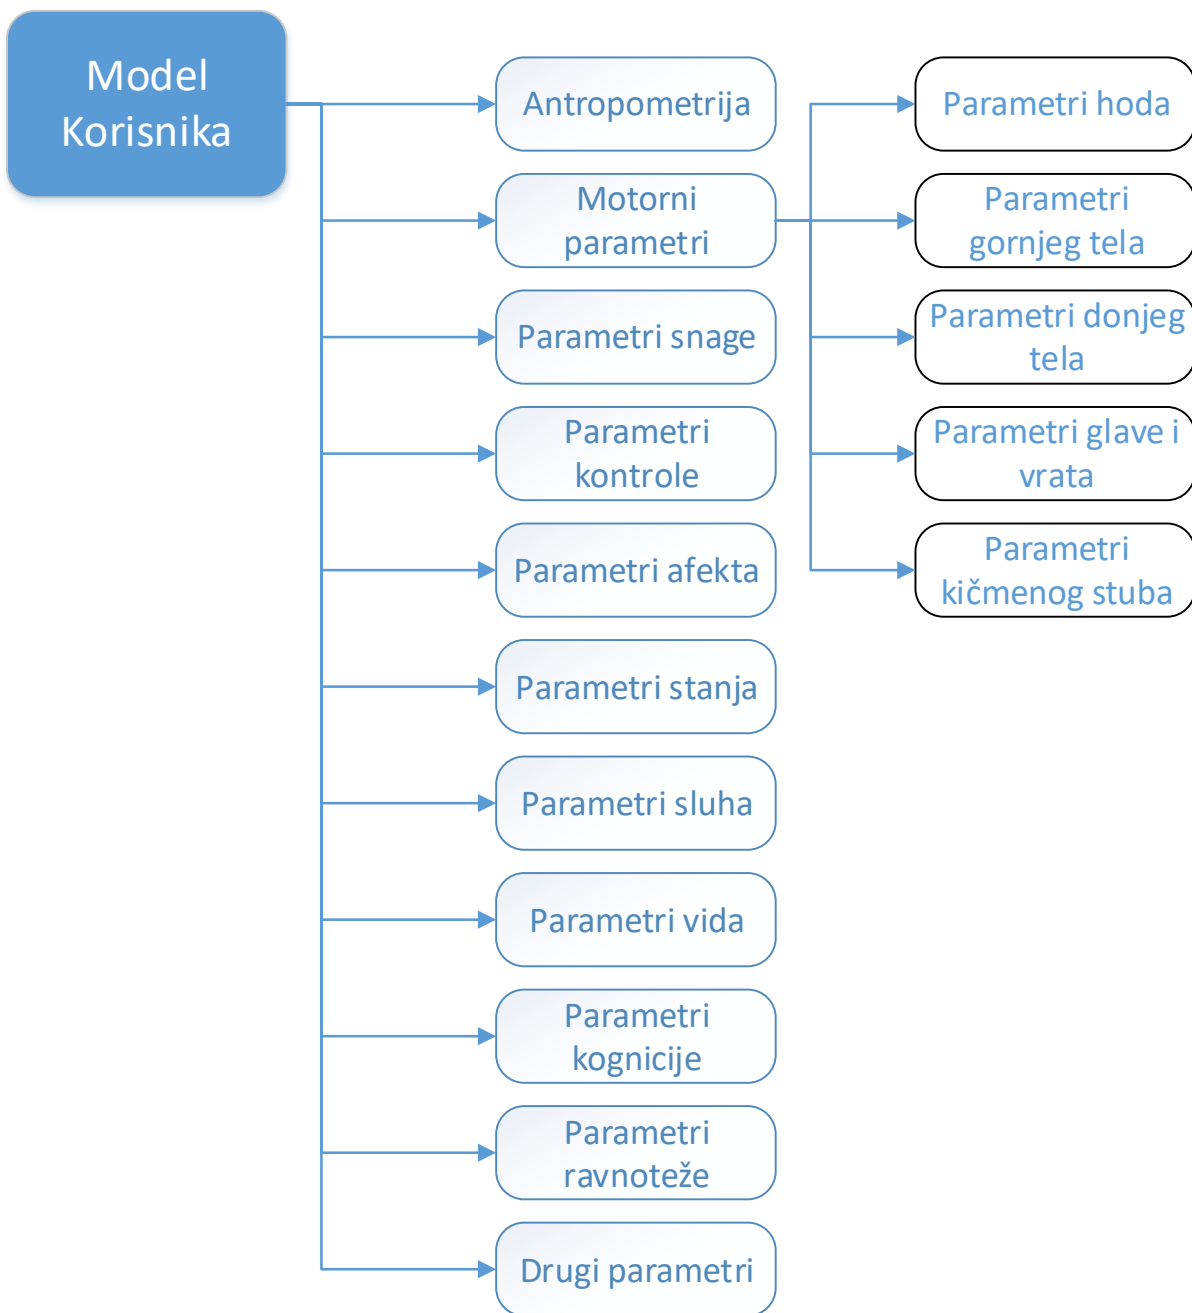 Model
Korisnika
Antropometrija
Motorni
parametri
Parametri snage
Parametri
kontrole
Parametri afekta
Parametri stanja
Parametri sluha
Parametri vida
Parametri
kognicije
Parametri
ravnoteže
Drugi parametri
Parametri hoda
Parametri
gornjeg tela
Parametri donjeg
tela
Parametri glave i
vrata
Parametri
kičmenog stuba